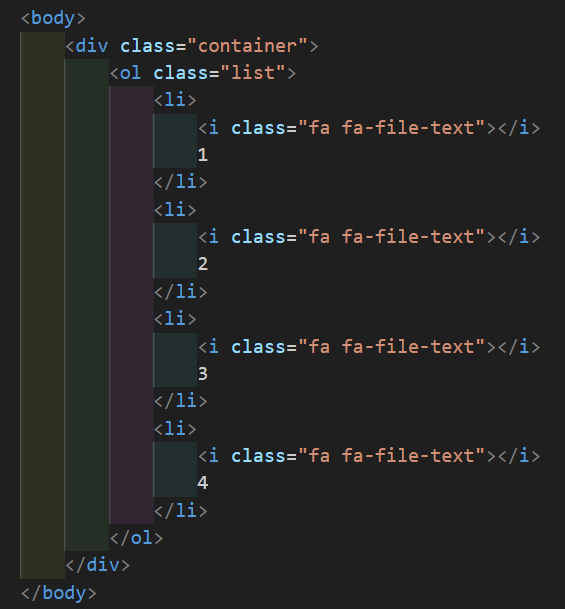 <body>
<div class="container">
<ol class="list">
<li>
<i class="fa fa-file-text"></i>
1
</li>
<li>
<i class="fa fa-file-text"></i>
2
</li>
<li>
<i class="fa fa-file-text"></i>
3
</li>
<li>
<i class="fa fa-file-text"></i>
4
</li>
</ol>
</div>
</body>